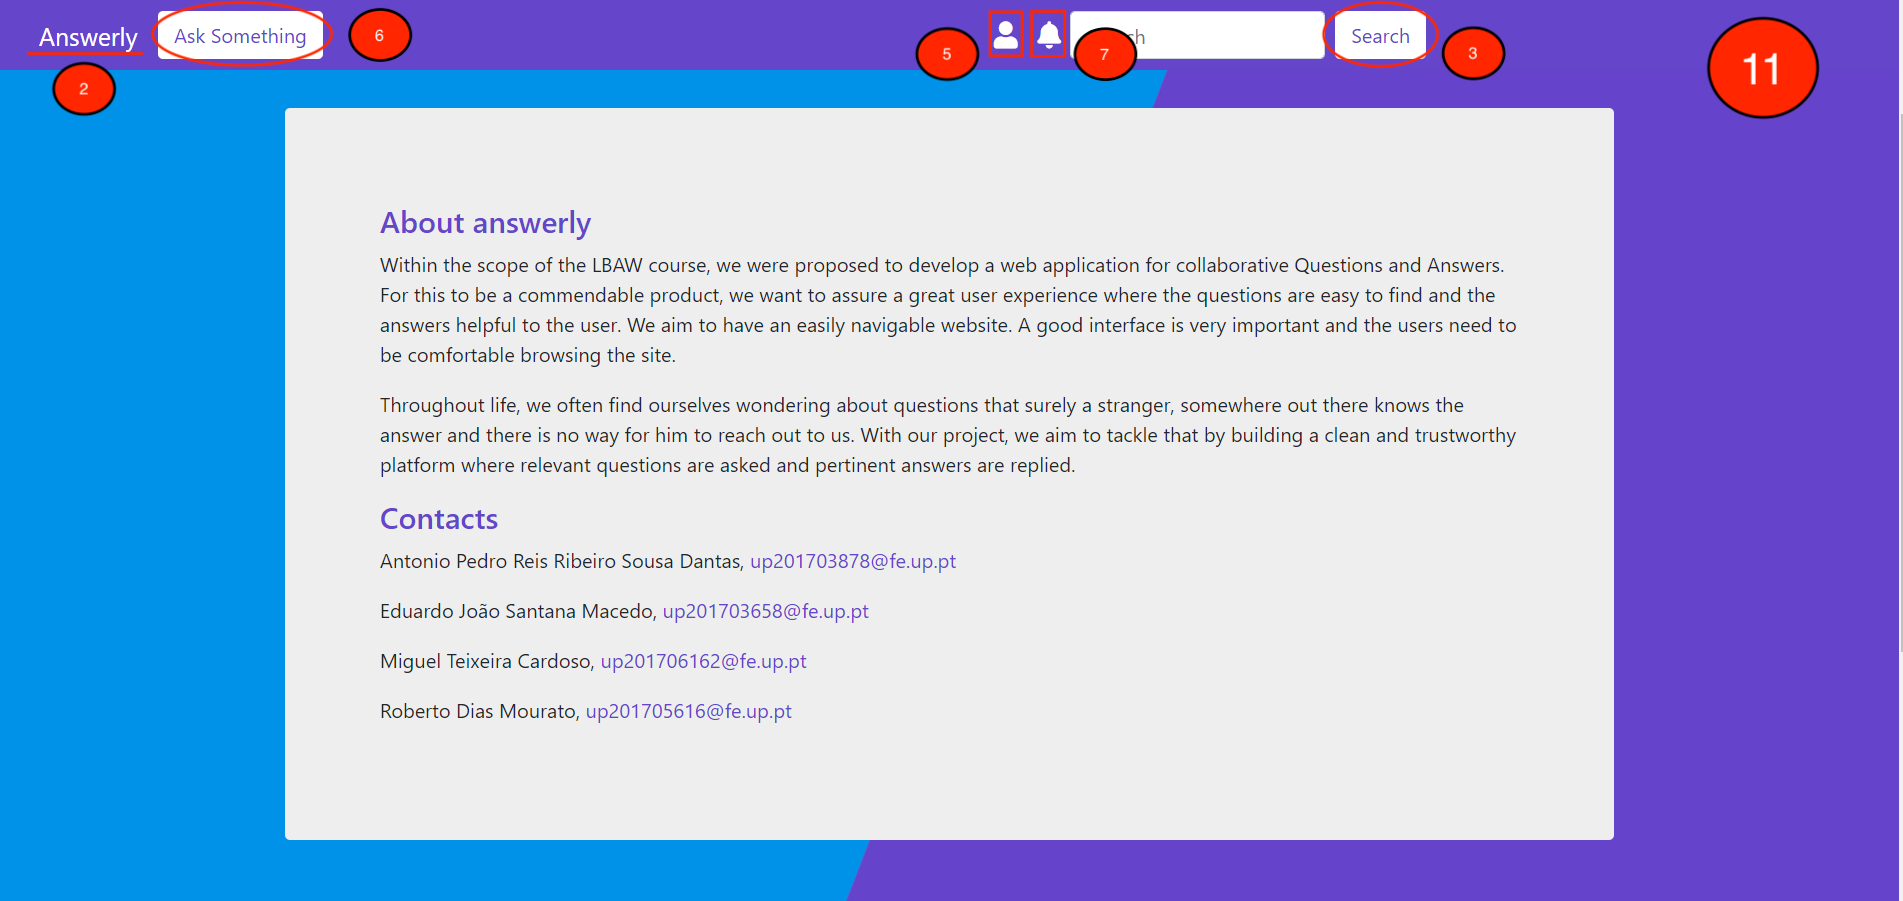 Answerly Ask Something 6 5 7 Search 3 11
2
About answerly
Within the scope of the LBAW course, we were proposed to develop a web application for collaborative Questions and Answers.
For this to be a commendable product, we want to assure a great user experience where the questions are easy to find and the
answers helpful to the user. We aim to have an easily navigable website. A good interface is very important and the users need to
be comfortable browsing the site.
Throughout life, we often find ourselves wondering about questions that surely a stranger, somewhere out there knows the
answer and there is no way for him to reach out to us. With our project, we aim to tackle that by building a clean and trustworthy
platform where relevant questions are asked and pertinent answers are replied.
Contacts
Antonio Pedro Reis Ribeiro Sousa Dantas, up201703878@fe.up.pt
Eduardo João Santana Macedo, up201703658@fe.up.pt
Miguel Teixeira Cardoso, up201706162@fe.up.pt
Roberto Dias Mourato, up201705616@fe.up.pt